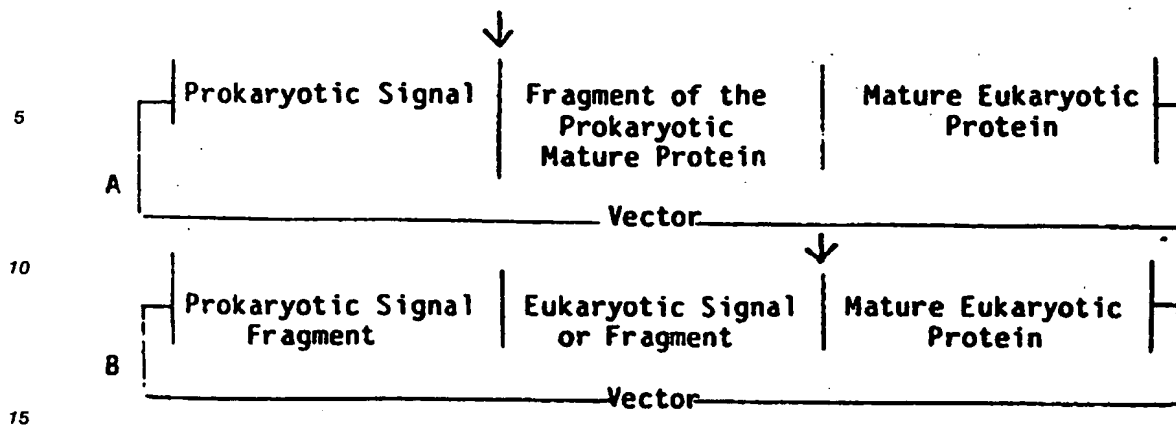 Prokaryotic Signal Fragment of the Mature Eukaryotic
5 Prokaryotic Protein
Mature Protein
A
Vector
10
Prokaryotic Signal Eukaryotic Signal Mature Eukaryotic
Fragment or Fragment Protein
B
Vector
15